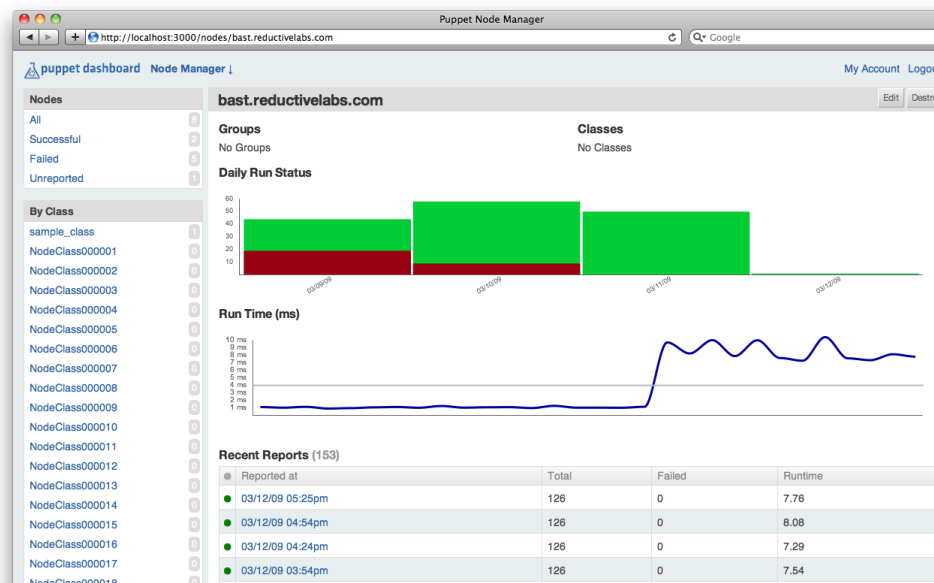 Puppet Node Manager
http://localhost:3000/nodes/bast.reductivelabs.com
Google
puppet dashboard Node Manager ↓
My Account Logou
Nodes
All 6
Successful 2
Failed 5
Unreported 1
By Class
sample_class 1
NodeClass000001 0
NodeClass000002 0
NodeClass000003 0
NodeClass000004 0
NodeClass000005 0
NodeClass000006 0
NodeClass000007 0
NodeClass000008 0
NodeClass000009 0
NodeClass000010 0
NodeClass000011 0
NodeClass000012 0
NodeClass000013 0
NodeClass000014 0
NodeClass000015 0
NodeClass000016 0
NodeClass000017 0
NodeClass000018
bast.reductivelabs.com
Edit Destr
Groups
No Groups
Classes
No Classes
Daily Run Status
60
50
40
30
20
10
03/09/09 03/10/09 03/11/09 03/12/09
Run Time (ms)
10 ms
9 ms
8 ms
7 ms
6 ms
5 ms
4 ms
3 ms
2 ms
1 ms
Recent Reports (153)
Reported at Total Failed Runtime
03/12/09 05:25pm 126 0 7.76
03/12/09 04:54pm 126 0 8.08
03/12/09 04:24pm 126 0 7.29
03/12/09 03:54pm 126 0 7.54